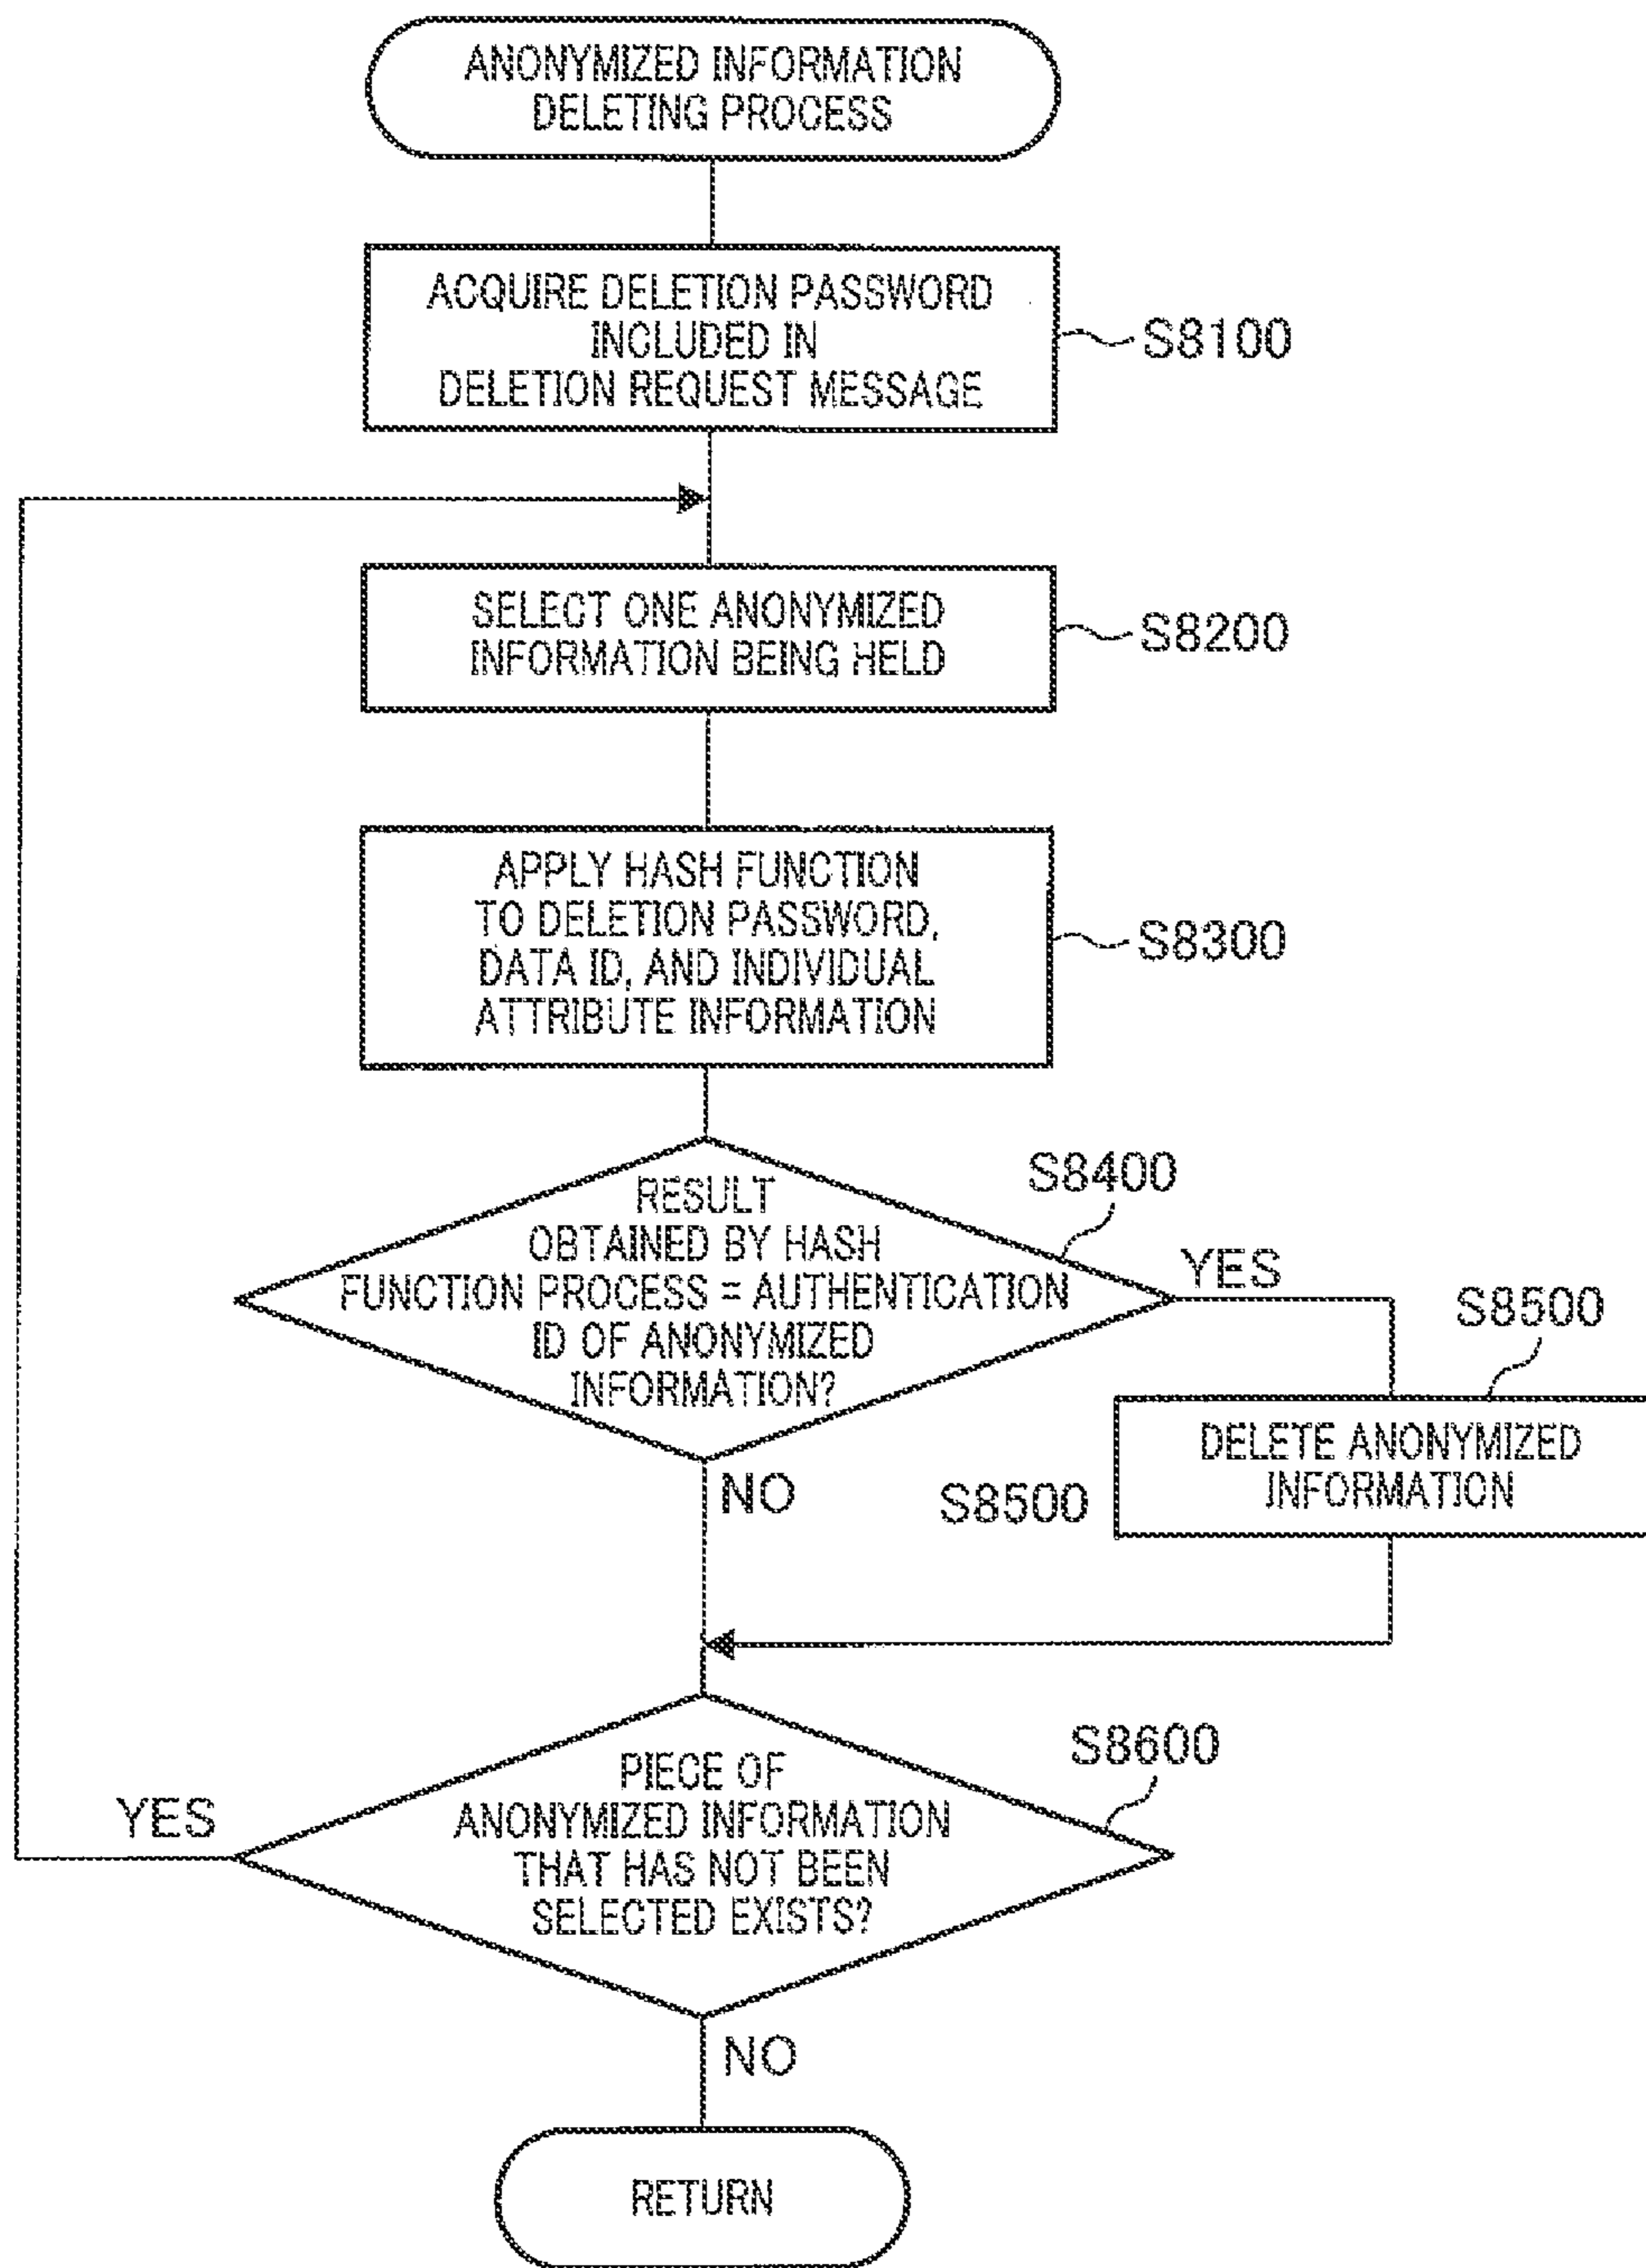 ANONYMIZED INFORMATION
DELETING PROCESS
ACQUIRE DELETION PASSWORD
INCLUDED IN
DELETION REQUEST MESSAGE
S8100
SELECT ONE ANONYMIZED
INFORMATION BEING HELD
S8200
APPLY HASH FUNCTION
TO DELETION PASSWORD,
DATA ID, AND INDIVIDUAL
ATTRIBUTE INFORMATION
S8300
S8400
RESULT
OBTAINED BY HASH
FUNCTION PROCESS = AUTHENTICATION
ID OF ANONYMIZED
INFORMATION?
YES
NO
S8500
DELETE ANONYMIZED
INFORMATION
S8500
S8600
PIECE OF
ANONYMIZED INFORMATION
THAT HAS NOT BEEN
SELECTED EXISTS?
YES
NO
RETURN